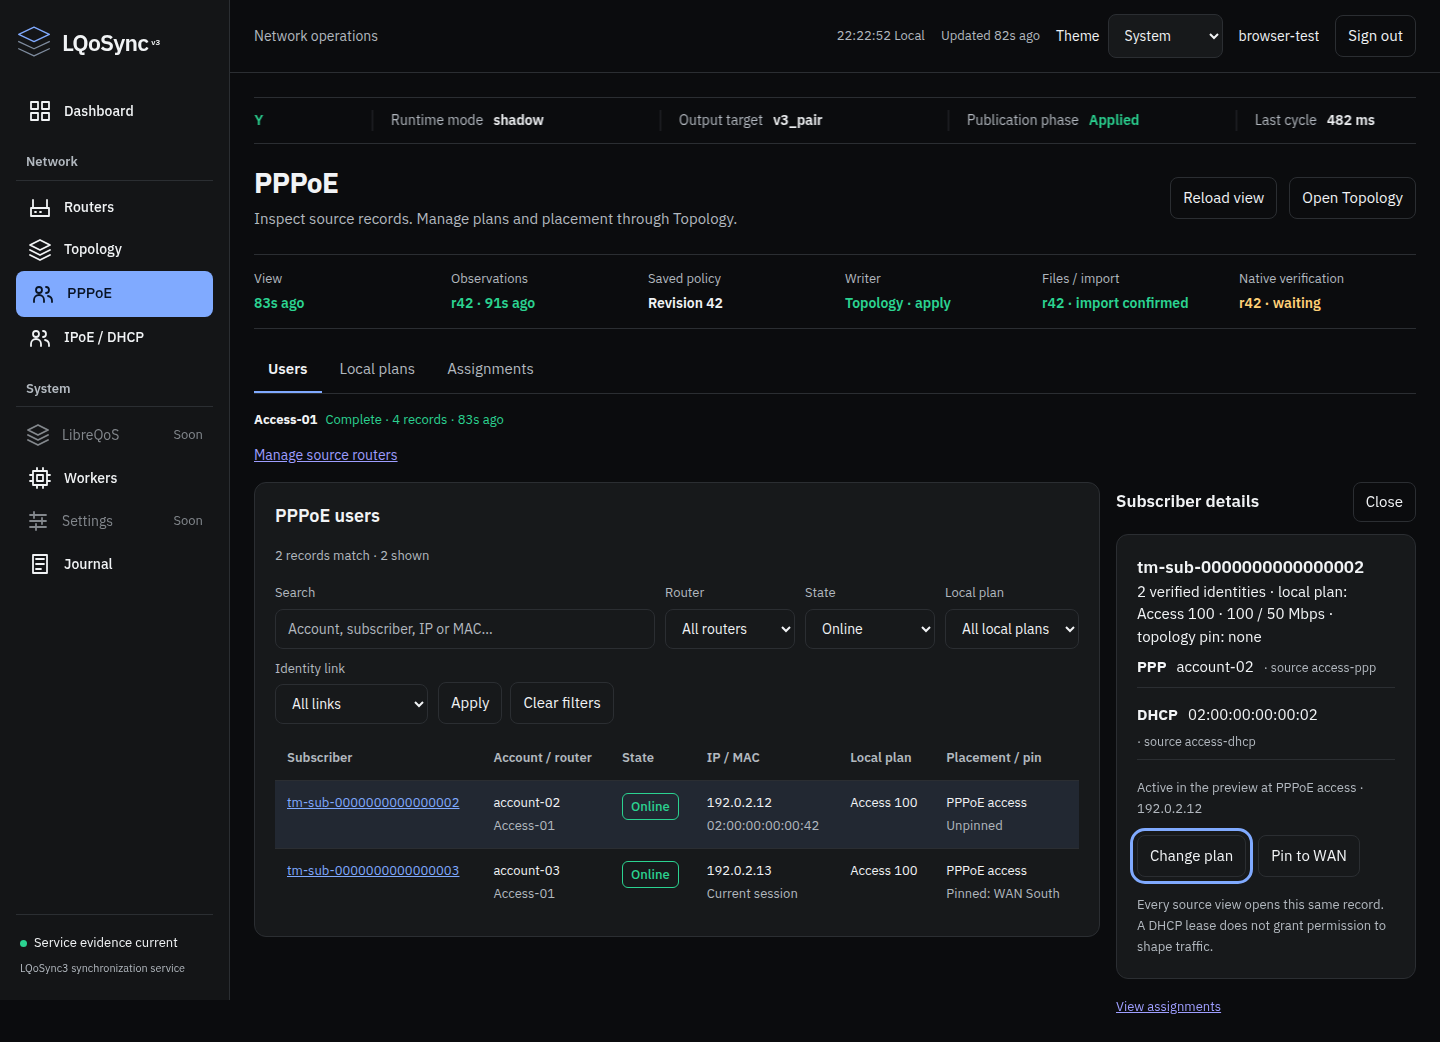 LQoSync v3
Dashboard
Network
Routers
Topology
PPPoE
IPoE / DHCP
System
LibreQoS Soon
Workers
Settings Soon
Journal
Service evidence current
LQoSync3 synchronization service
Network operations
22:22:52 Local Updated 82s ago Theme System browser-test Sign out
Y Runtime mode shadow Output target v3_pair Publication phase Applied Last cycle 482 ms
PPPoE
Inspect source records. Manage plans and placement through Topology.
Reload view Open Topology
View Observations Saved policy Writer Files / import Native verification
83s ago r42 · 91s ago Revision 42 Topology · apply r42 · import confirmed r42 · waiting
Users Local plans Assignments
Access-01 Complete · 4 records · 83s ago
Manage source routers
PPPoE users
2 records match · 2 shown
Search Router State Local plan
Account, subscriber, IP or MAC... All routers Online All local plans
Identity link
All links Apply Clear filters
Subscriber Account / router State IP / MAC Local plan Placement / pin
tm-sub-0000000000000002 account-02 Online 192.0.2.12 Access 100 PPPoE access
Access-01 02:00:00:00:00:42 Unpinned
tm-sub-0000000000000003 account-03 Online 192.0.2.13 Access 100 PPPoE access
Access-01 Current session Pinned: WAN South
Subscriber details Close
tm-sub-0000000000000002
2 verified identities · local plan:
Access 100 · 100 / 50 Mbps ·
topology pin: none
PPP account-02 · source access-ppp
DHCP 02:00:00:00:00:02
· source access-dhcp
Active in the preview at PPPoE access ·
192.0.2.12
Change plan Pin to WAN
Every source view opens this same record.
A DHCP lease does not grant permission to
shape traffic.
View assignments